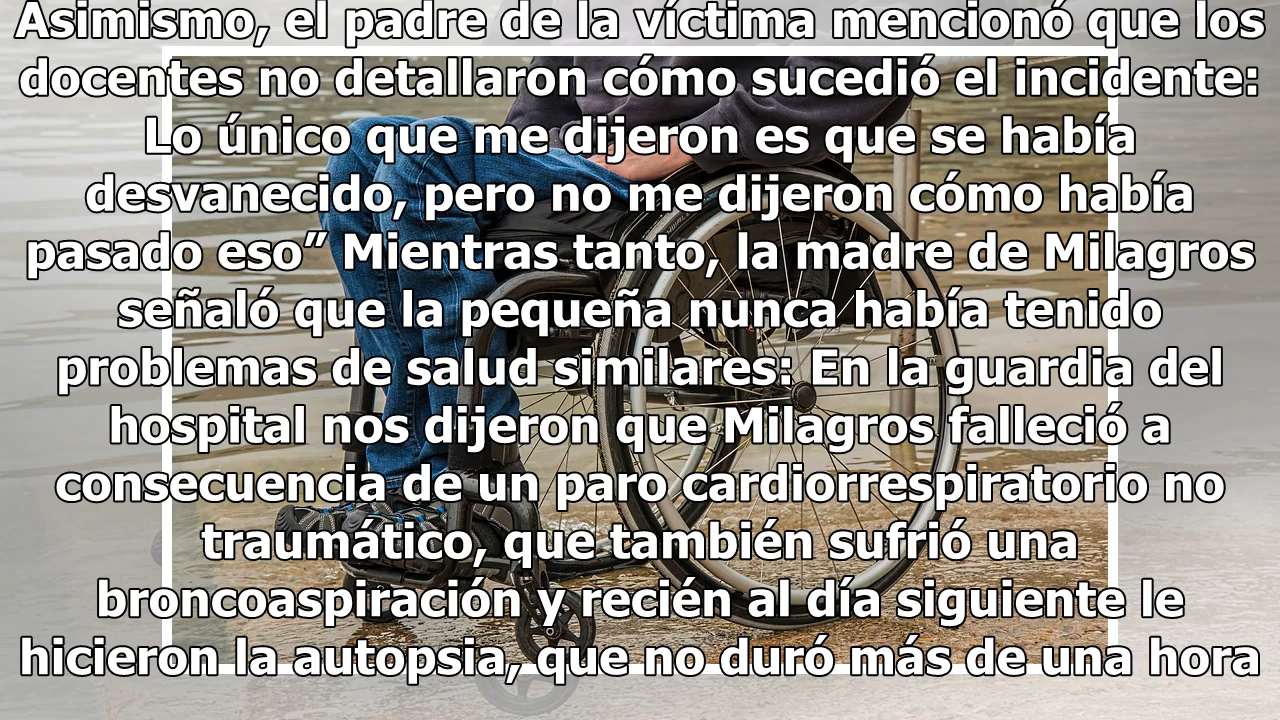 Asimismo, el padre de la víctima mencionó que los
docentes no detallaron cómo sucedió el incidente:
Lo único que me dijeron es que se había
desvanecido, pero no me dijeron cómo había
pasado eso” Mientras tanto, la madre de Milagros
señaló que la pequeña nunca había tenido
problemas de salud similares: En la guardia del
hospital nos dijeron que Milagros falleció a
consecuencia de un paro cardiorrespiratorio no
traumático, que también sufrió una
broncoaspiración y recién al día siguiente le
hicieron la autopsia, que no duró más de una hora